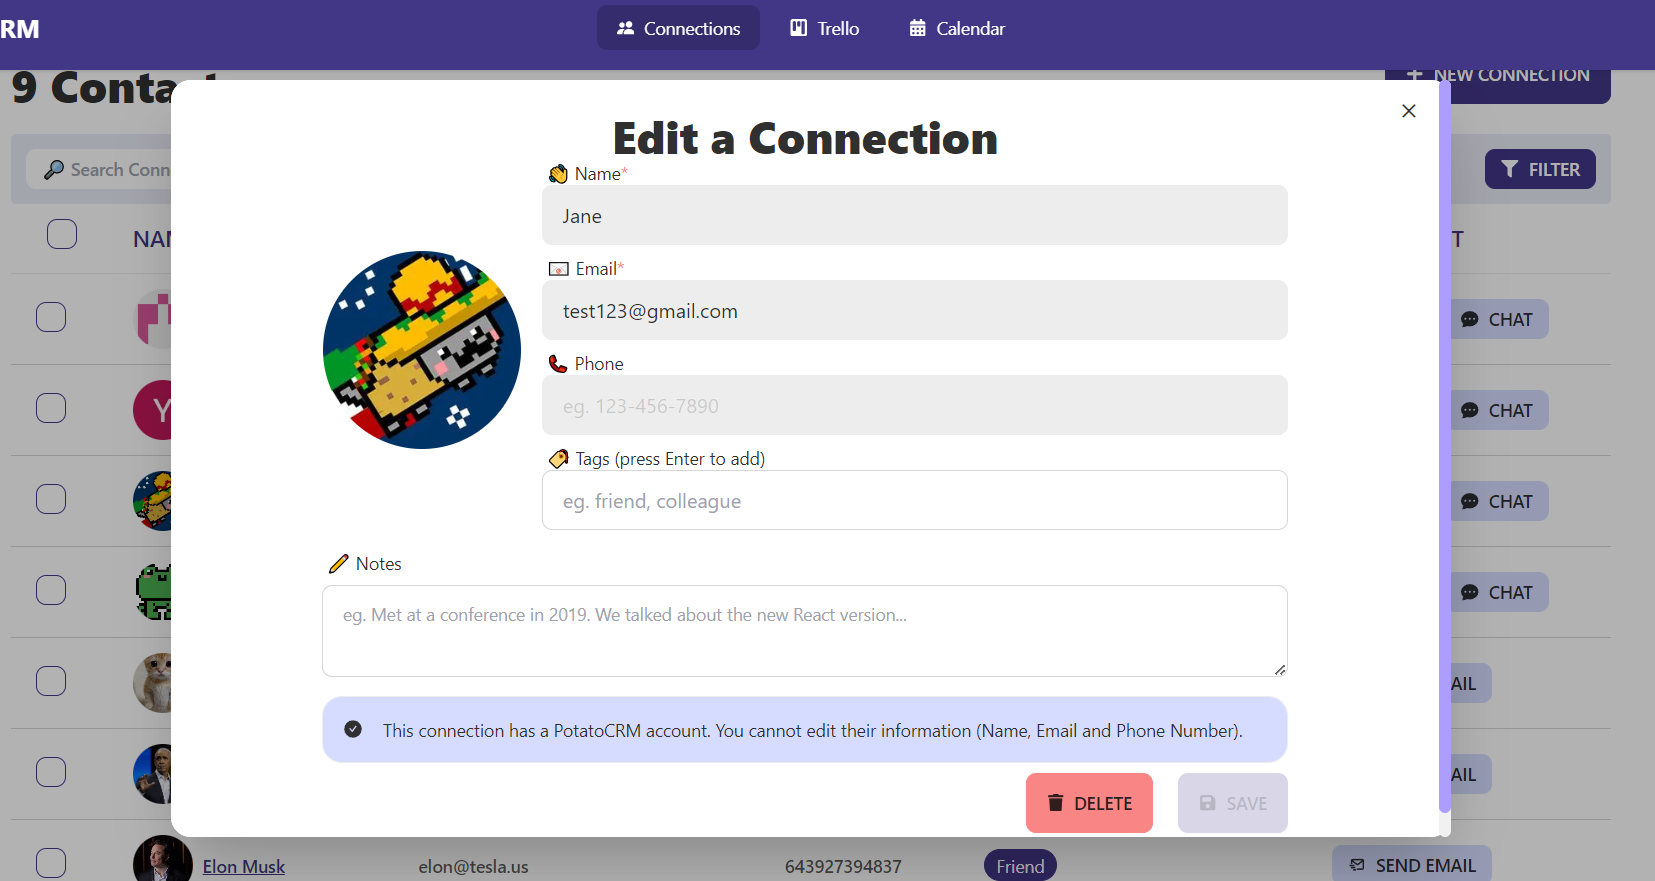 RM
Connections
Trello
Calendar
9 Contact
NEW CONNECTION
Edit a Connection
Search Conn
FILTER
Name*
Jane
NAM
T
Email*
test123@gmail.com
CHAT
Phone
eg. 123-456-7890
Y
CHAT
Tags (press Enter to add)
eg. friend, colleague
CHAT
Notes
eg. Met at a conference in 2019. We talked about the new React version...
CHAT
AIL
This connection has a PotatoCRM account. You cannot edit their information (Name, Email and Phone Number).
AIL
DELETE
SAVE
Elon Musk
elon@tesla.us
643927394837
Friend
SEND EMAIL